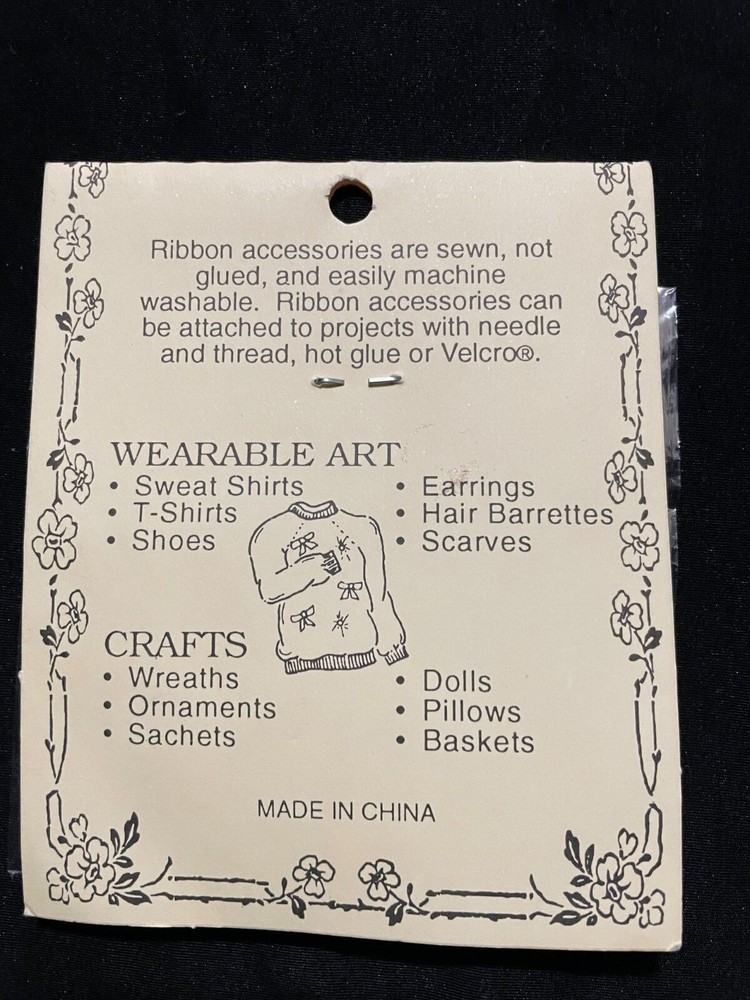 Ribbon accessories are sewn, not
glued, and easily machine
washable. Ribbon accessories can
be attached to projects with needle
and thread, hot glue or Velcro®.
WEARABLE ART
• Sweat Shirts
• T-Shirts
• Shoes
• Earrings
• Hair Barrettes
• Scarves
CRAFTS
• Wreaths
• Ornaments
• Sachets
• Dolls
• Pillows
• Baskets
MADE IN CHINA